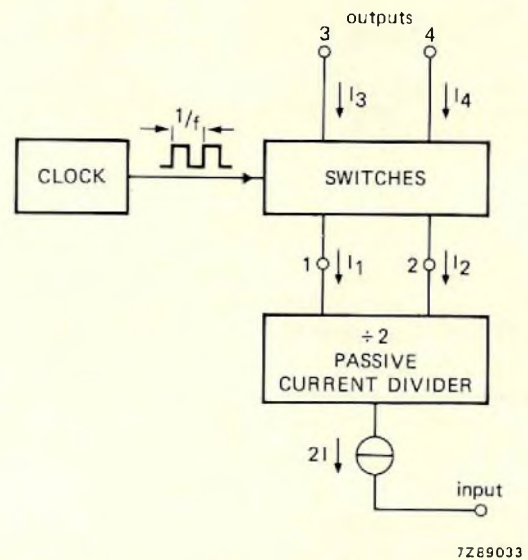 outputs
3 4
I3 I4
1/f
CLOCK
SWITCHES
1 I1 2 I2
÷2
PASSIVE
CURRENT DIVIDER
2I
input
7Z89033